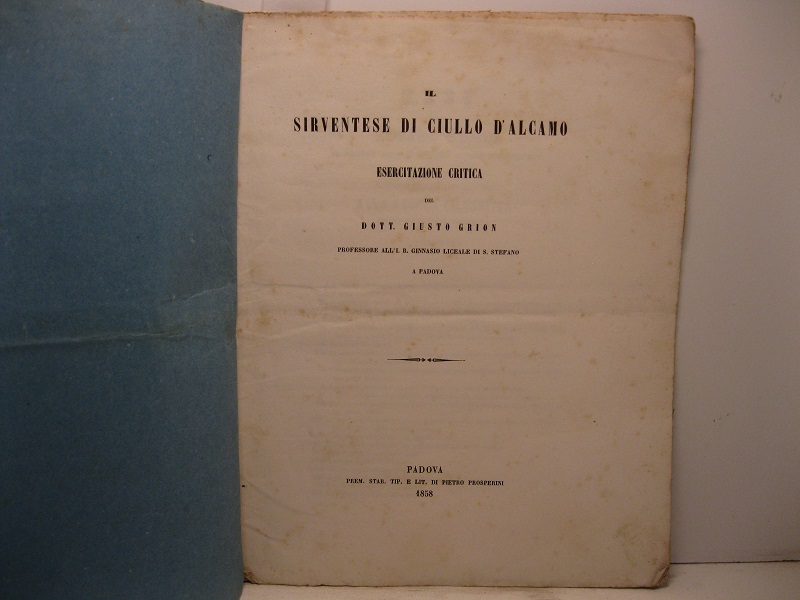 IL
SIRVENTESE DI CIULLO D'ALCAMO
ESERCITAZIONE CRITICA
DEL
DOTT. GIUSTO GRION
PROFESSORE ALL'I. R. GINNASIO LICEALE DI S. STEFANO
A PADOVA
PADOVA
PREM. STAB. TIP. E LIT. DI PIETRO PROSPERINI
1858